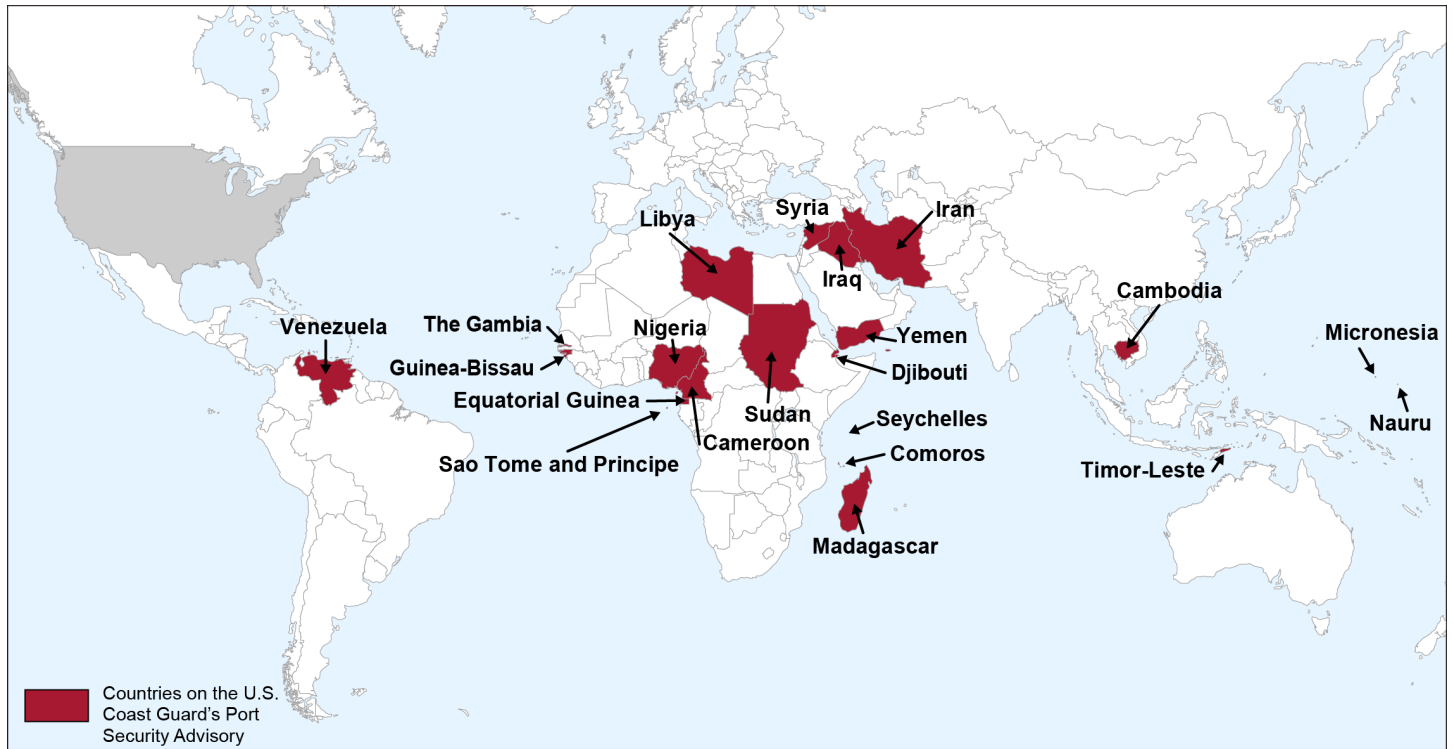 Syria
Iran
Libya
Iraq
Cambodia
Venezuela
The Gambia
Nigeria
Yemen
Micronesia
Guinea-Bissau
Djibouti
Equatorial Guinea
Sudan
Seychelles
Nauru
Cameroon
Comoros
Sao Tome and Principe
Timor-Leste
Madagascar
Countries on the U.S.
Coast Guard’s Port
Security Advisory